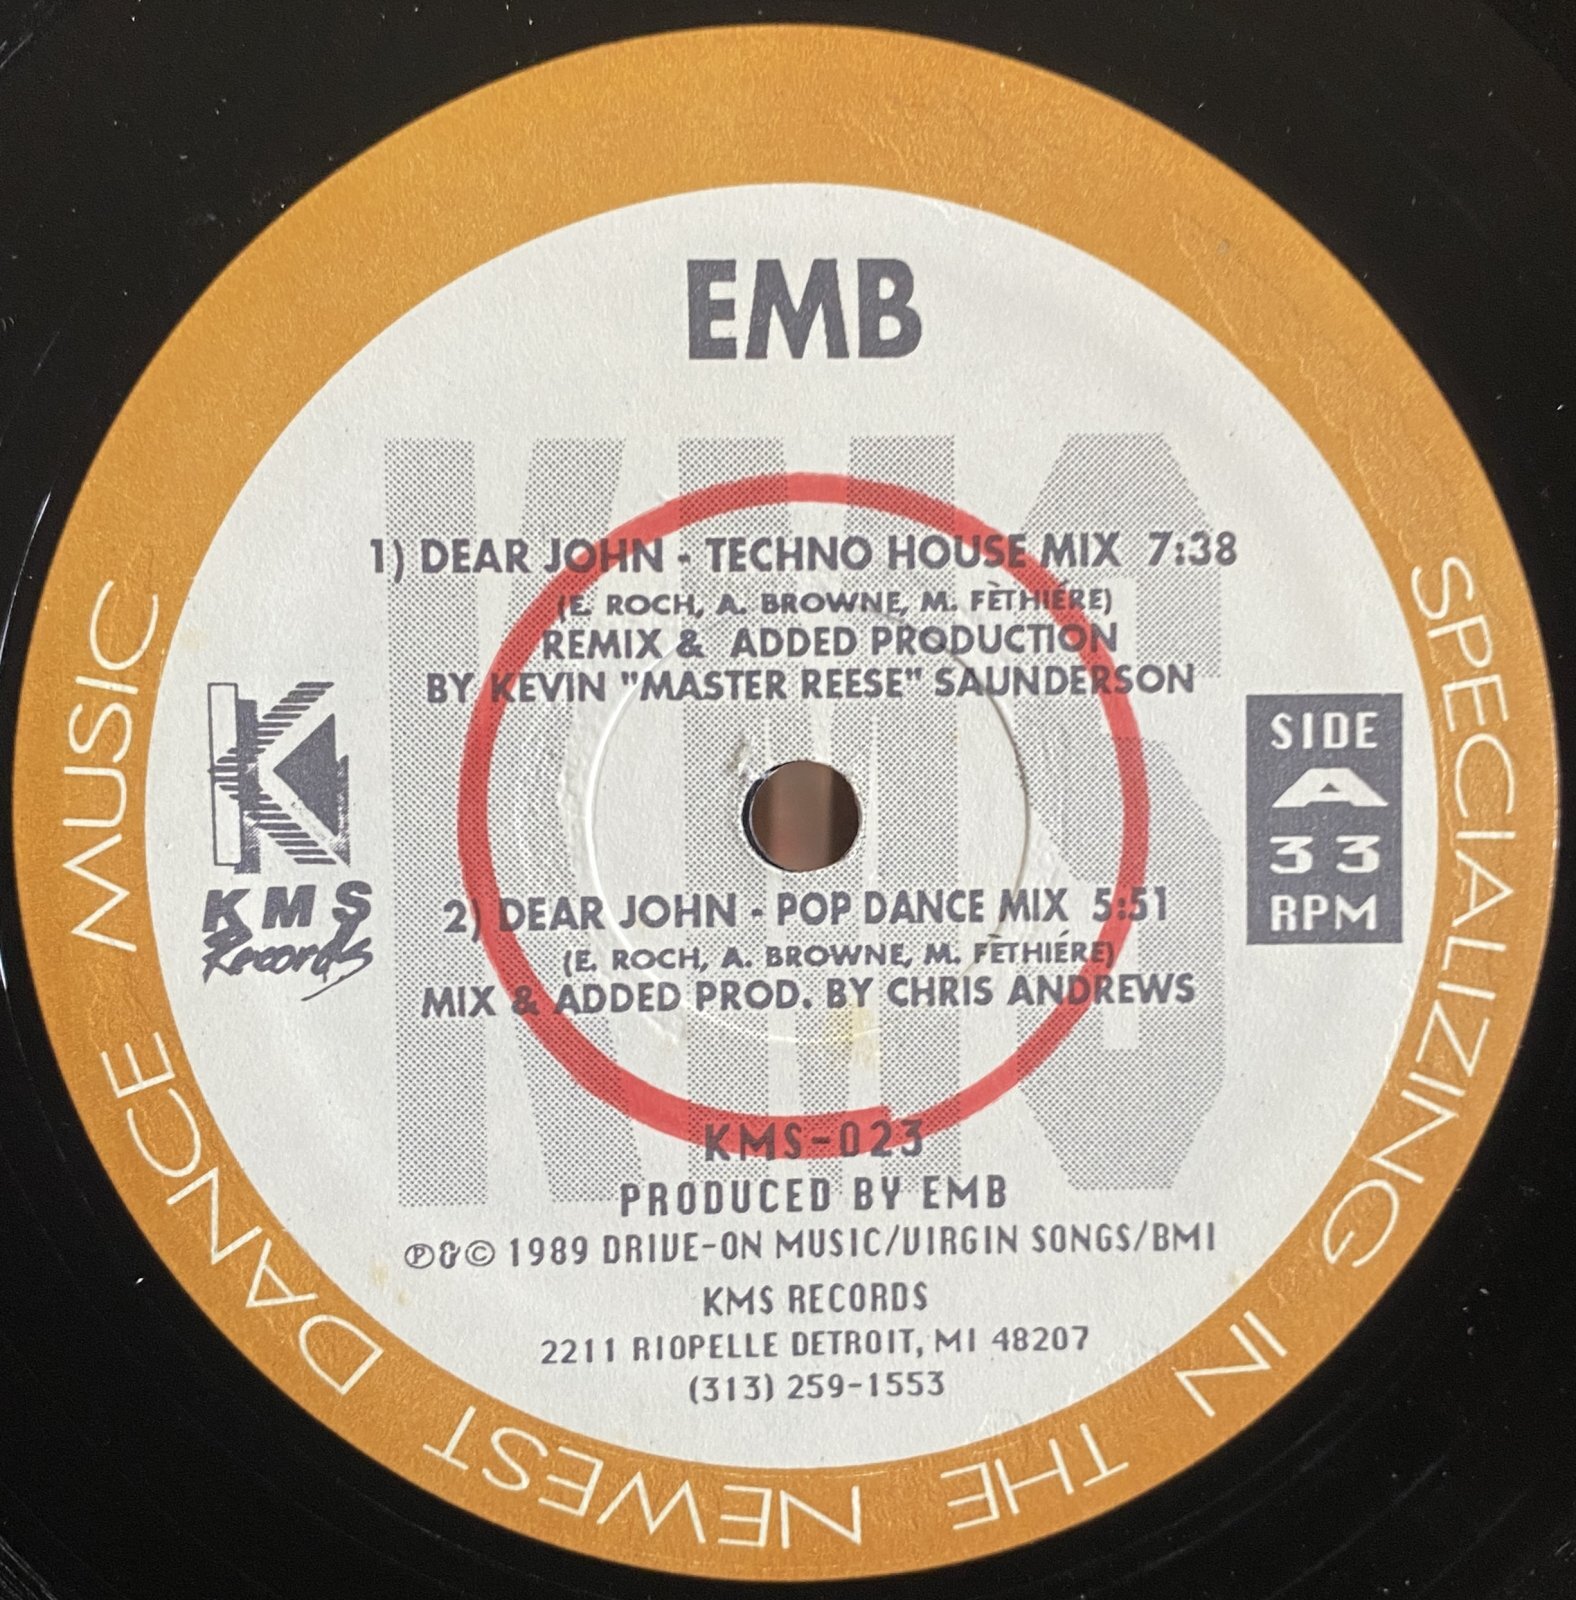 EMB
KMS
1) DEAR JOHN - TECHNO HOUSE MIX 7:38
(E. ROCH, A. BROWNE, M. FÈTHIÉRE)
REMIX & ADDED PRODUCTION
BY KEVIN "MASTER REESE" SAUNDERSON
K
KMS
Records
SIDE
A
33
RPM
2) DEAR JOHN - POP DANCE MIX 5:51
(E. ROCH, A. BROWNE, M. FÈTHIÉRE)
MIX & ADDED PROD. BY CHRIS ANDREWS
KMS-023
PRODUCED BY EMB
℗&© 1989 DRIVE-ON MUSIC/VIRGIN SONGS/BMI
KMS RECORDS
2211 RIOPELLE DETROIT, MI 48207
(313) 259-1553
SPECIALIZING IN THE NEWEST DANCE MUSIC